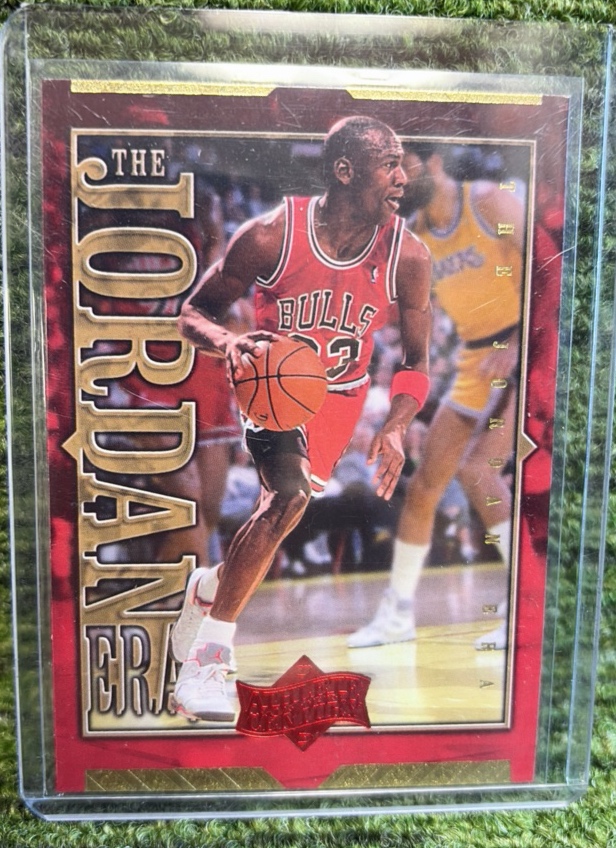 THE
JORDAN
ERA
THE JORDAN ERA
BULLS
23